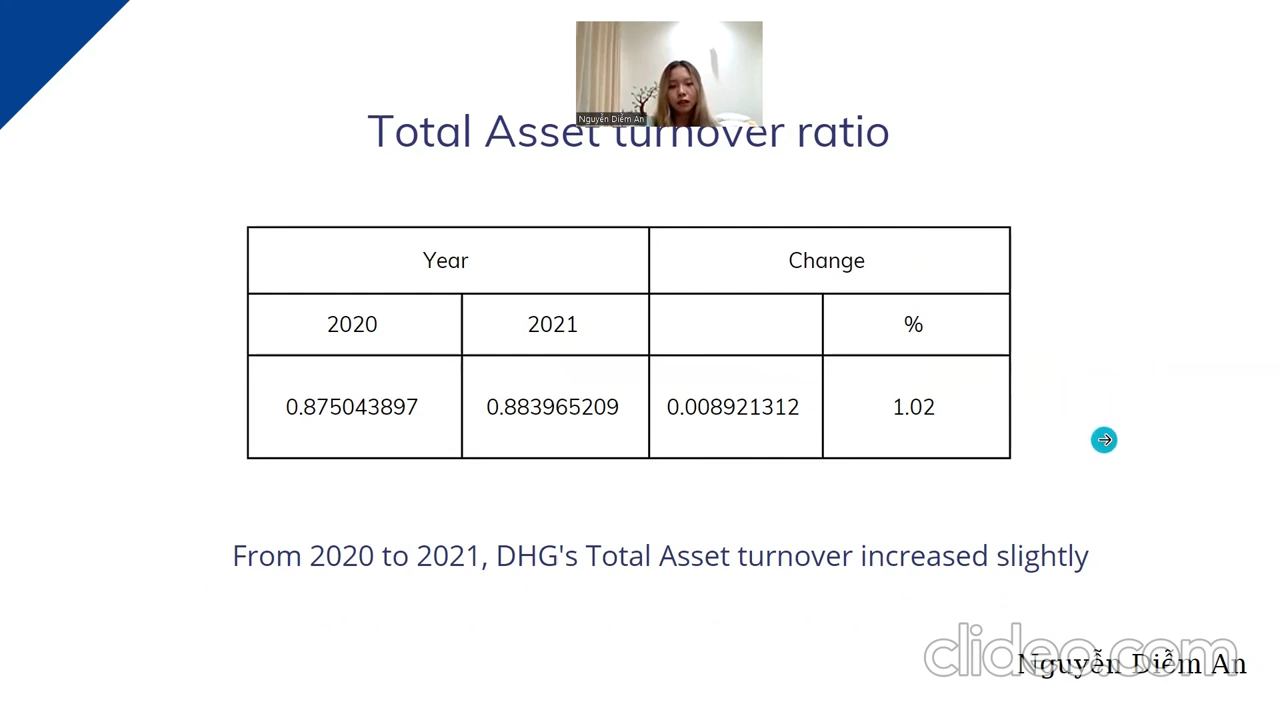 Nguyễn Diễm An
Total Asset turnover ratio
Year Change
2020 2021 %
0.875043897 0.883965209 0.008921312 1.02
From 2020 to 2021, DHG's Total Asset turnover increased slightly
clideo.com
Nguyễn Diễm An